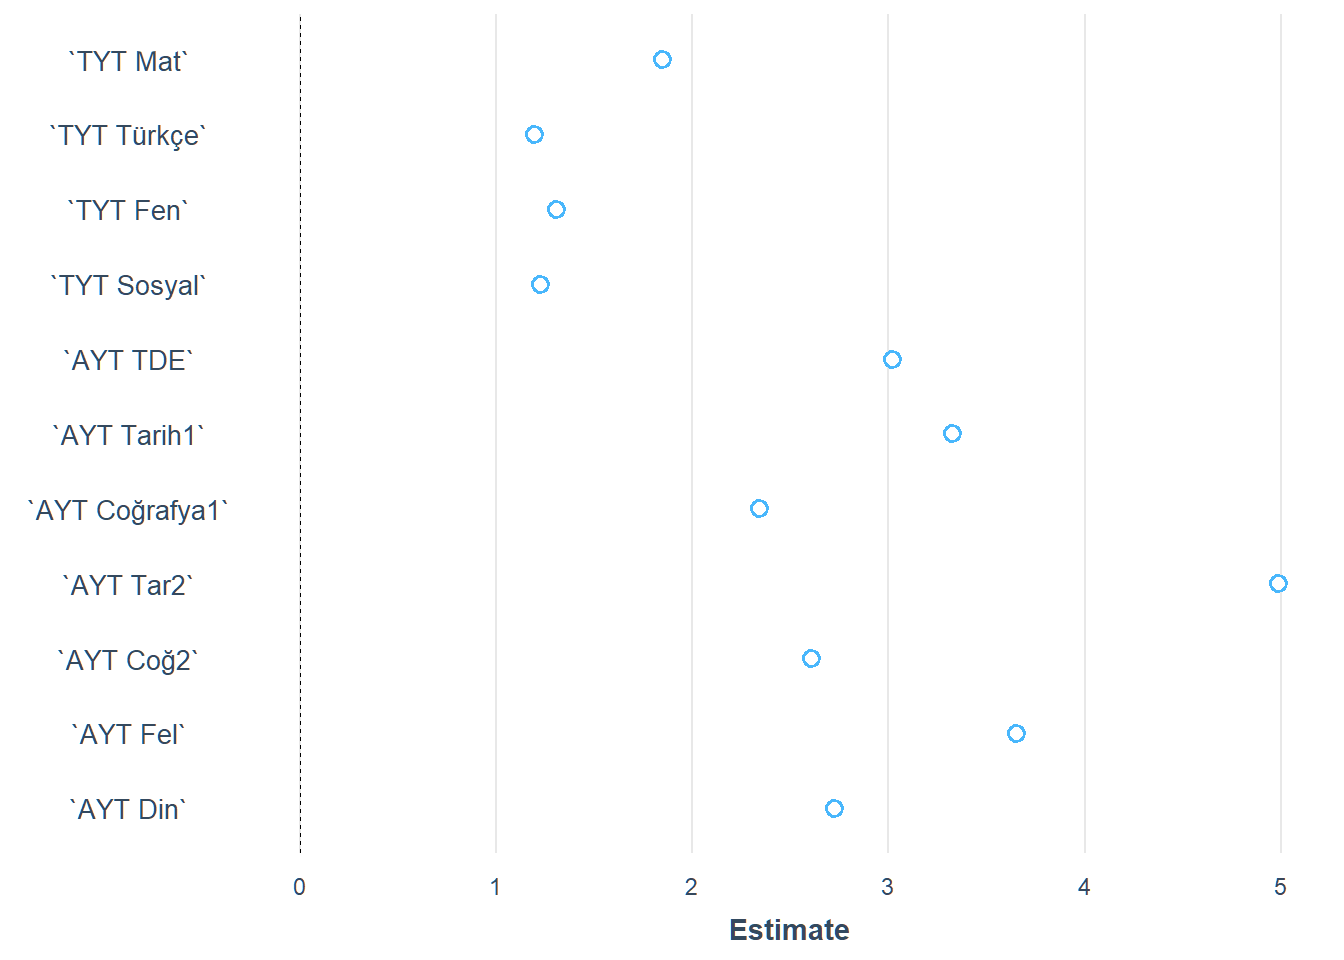 `TYT Mat`
`TYT Türkçe`
`TYT Fen`
`TYT Sosyal`
`AYT TDE`
`AYT Tarih1`
`AYT Coğrafya1`
`AYT Tar2`
`AYT Coğ2`
`AYT Fel`
`AYT Din`
0 1 2 3 4 5
Estimate